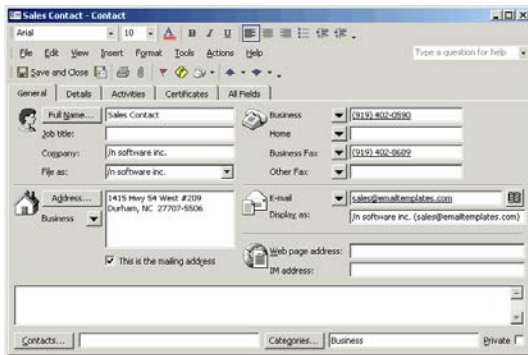 Sales Contact - Contact
Arial 10 A B I U
File Edit View Insert Format Tools Actions Help Type a question for help
Save and Close
General Details Activities Certificates All Fields
Full Name... Sales Contact
Job title:
Company: /n software inc.
File as: /n software inc.
Address... 1415 Hwy 54 West #209
Durham, NC 27707-5506
Business
This is the mailing address
Business (919) 402-0590
Home
Business Fax (919) 402-8689
Other Fax
E-mail sales@emailtemplates.com
Display as: /n software inc. (sales@emailtemplates.com)
Web page address:
IM address:
Contacts... Categories... Business Private